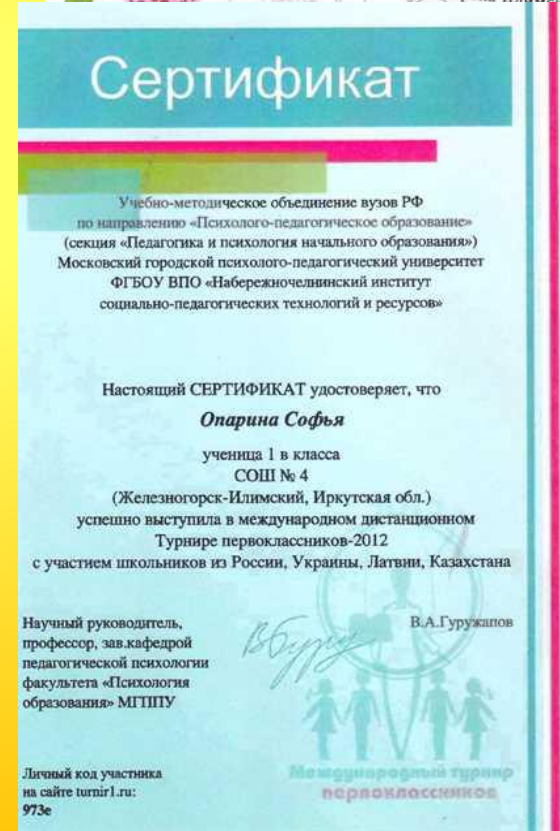 Сертификат
Учебно-методическое объединение вузов РФ
по направлению «Психолого-педагогическое образование»
(секция «Педагогика и психология начального образования»)
Московский городской психолого-педагогический университет
ФГБОУ ВПО «Набережночелнинский институт
социально-педагогических технологий и ресурсов»
Настоящий СЕРТИФИКАТ удостоверяет, что
Опарина Софья
ученица 1 в класса
СОШ № 4
(Железногорск-Илимский, Иркутская обл.)
успешно выступила в международном дистанционном
Турнире первоклассников-2012
с участием школьников из России, Украины, Латвии, Казахстана
Научный руководитель,
профессор, зав.кафедрой
педагогической психологии
факультета «Психология
образования» МГППУ
В.А.Гуружапов
Личный код участника
на сайте turnir1.ru:
973е
Международный турнир
первоклассников